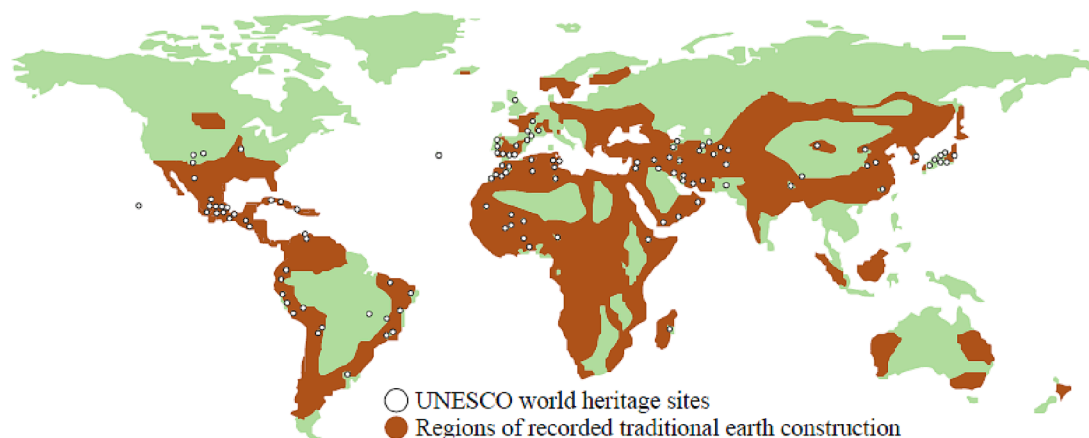 UNESCO world heritage sites
Regions of recorded traditional earth construction